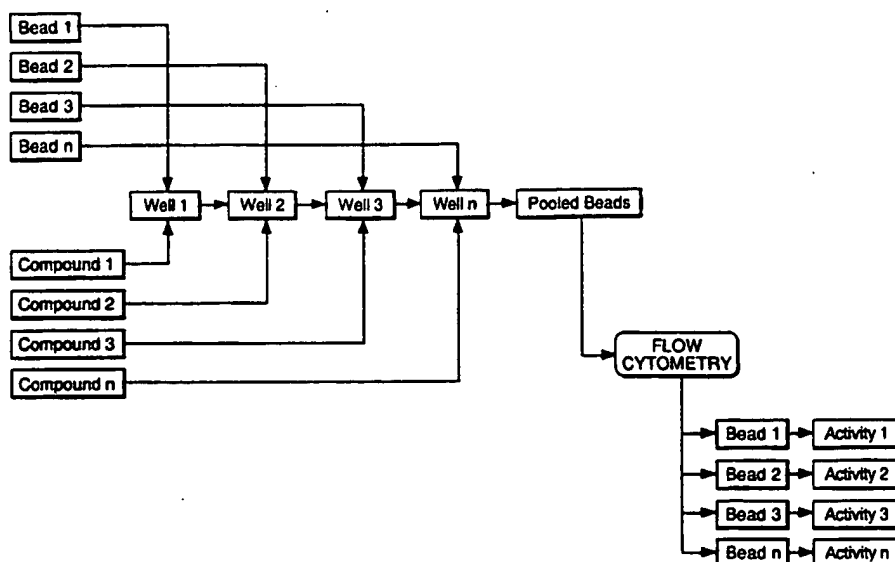 Bead 1
Bead 2
Bead 3
Bead n
Well 1
Well 2
Well 3
Well n
Pooled Beads
Compound 1
Compound 2
Compound 3
Compound n
FLOW
CYTOMETRY
Bead 1
Activity 1
Bead 2
Activity 2
Bead 3
Activity 3
Bead n
Activity n